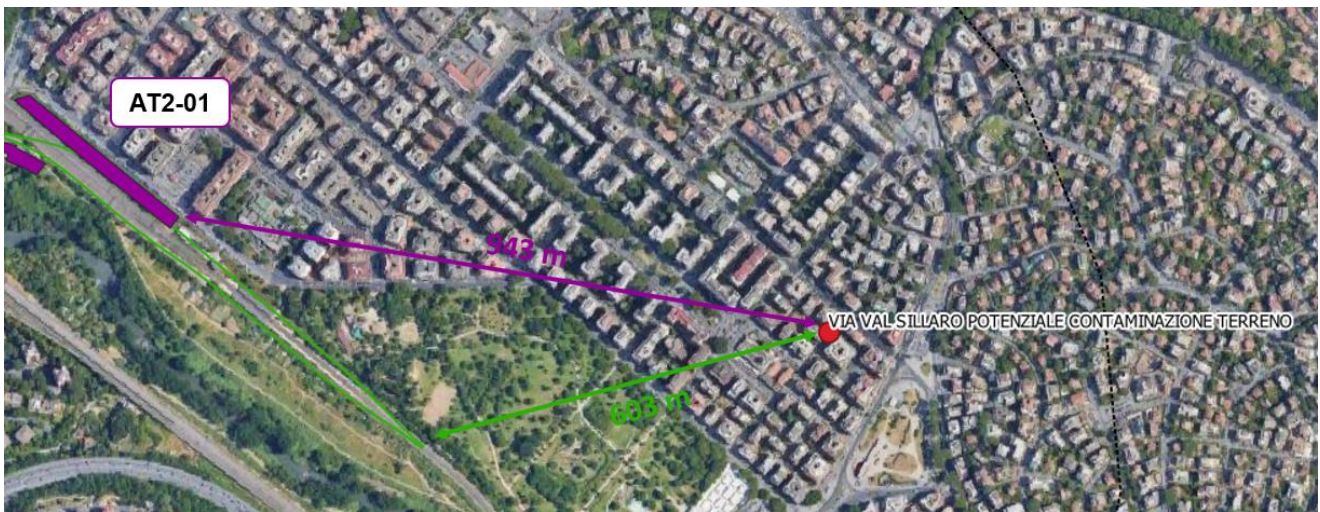 AT2-01
943 m
VIA VAL SILLARO POTENZIALE CONTAMINAZIONE TERRENO
603 m